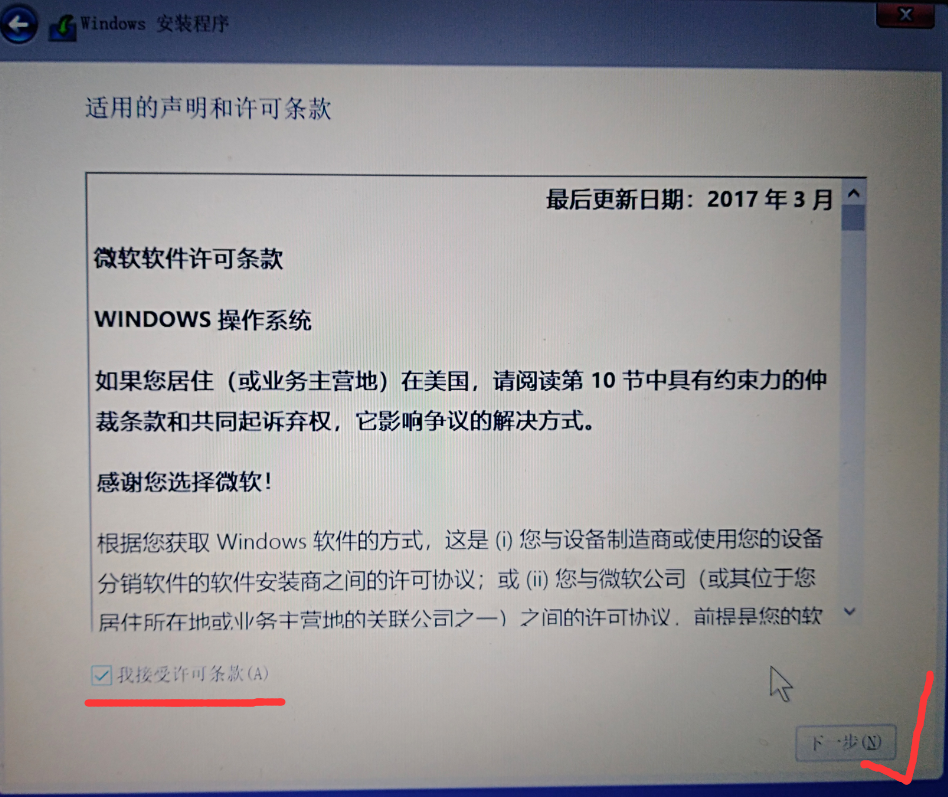 Windows 安装程序
适用的声明和许可条款
最后更新日期：2017 年 3 月
微软软件许可条款
WINDOWS 操作系统
如果您居住（或业务主营地）在美国，请阅读第 10 节中具有约束力的仲
裁条款和共同起诉弃权，它影响争议的解决方式。
感谢您选择微软！
根据您获取 Windows 软件的方式，这是 (i) 您与设备制造商或使用您的设备
分销软件的软件安装商之间的许可协议；或 (ii) 您与微软公司（或其位于您
居住所在地或业务主营地的关联公司之一）之间的许可协议，前提是您的软
我接受许可条款(A)
下一步(N)